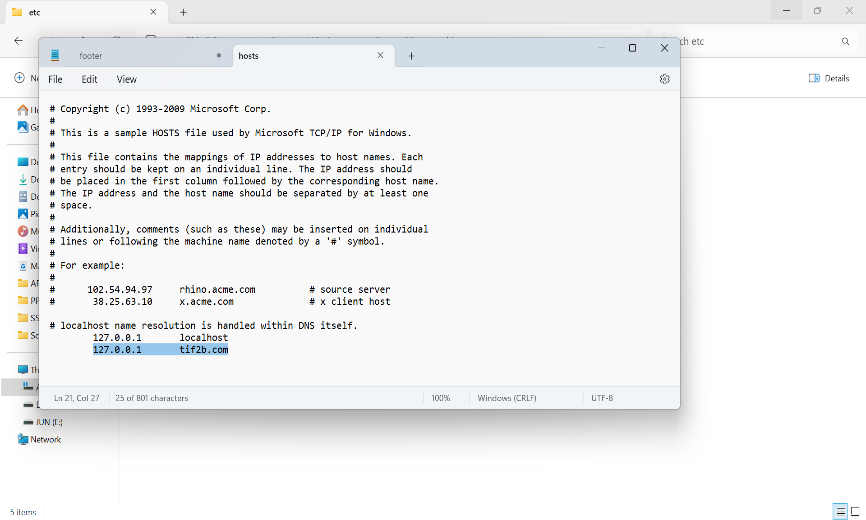 etc
footer
hosts
ch etc
File Edit View
Details
# Copyright (c) 1993-2009 Microsoft Corp.
#
# This is a sample HOSTS file used by Microsoft TCP/IP for Windows.
#
# This file contains the mappings of IP addresses to host names. Each
# entry should be kept on an individual line. The IP address should
# be placed in the first column followed by the corresponding host name.
# The IP address and the host name should be separated by at least one
# space.
#
# Additionally, comments (such as these) may be inserted on individual
# lines or following the machine name denoted by a '#' symbol.
#
# For example:
#
# 102.54.94.97 rhino.acme.com # source server
# 38.25.63.10 x.acme.com # x client host
# localhost name resolution is handled within DNS itself.
127.0.0.1 localhost
127.0.0.1 tif2b.com
Ln 21, Col 27 25 of 801 characters 100% Windows (CRLF) UTF-8
JUN (E:)
Network
5 items